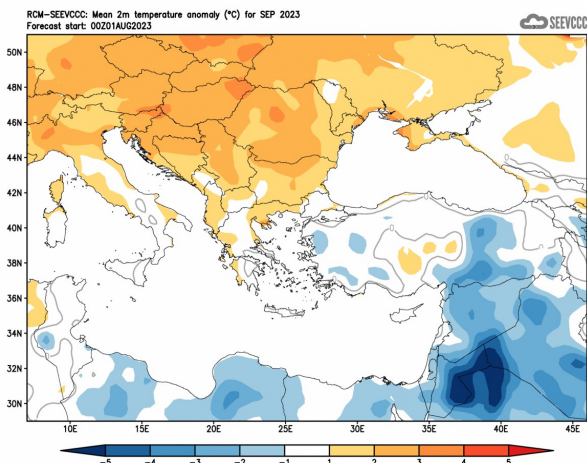 RCM-SEEVCCC: Mean 2m temperature anomaly (°C) for SEP 2023
Forecast start: 00Z01AUG2023
SEEVCCC
50N
48N
46N
44N
42N
40N
38N
36N
34N
32N
30N
10E 15E 20E 25E 30E 35E 40E 45E
-5 -4 -3 -2 -1 1 2 3 4 5